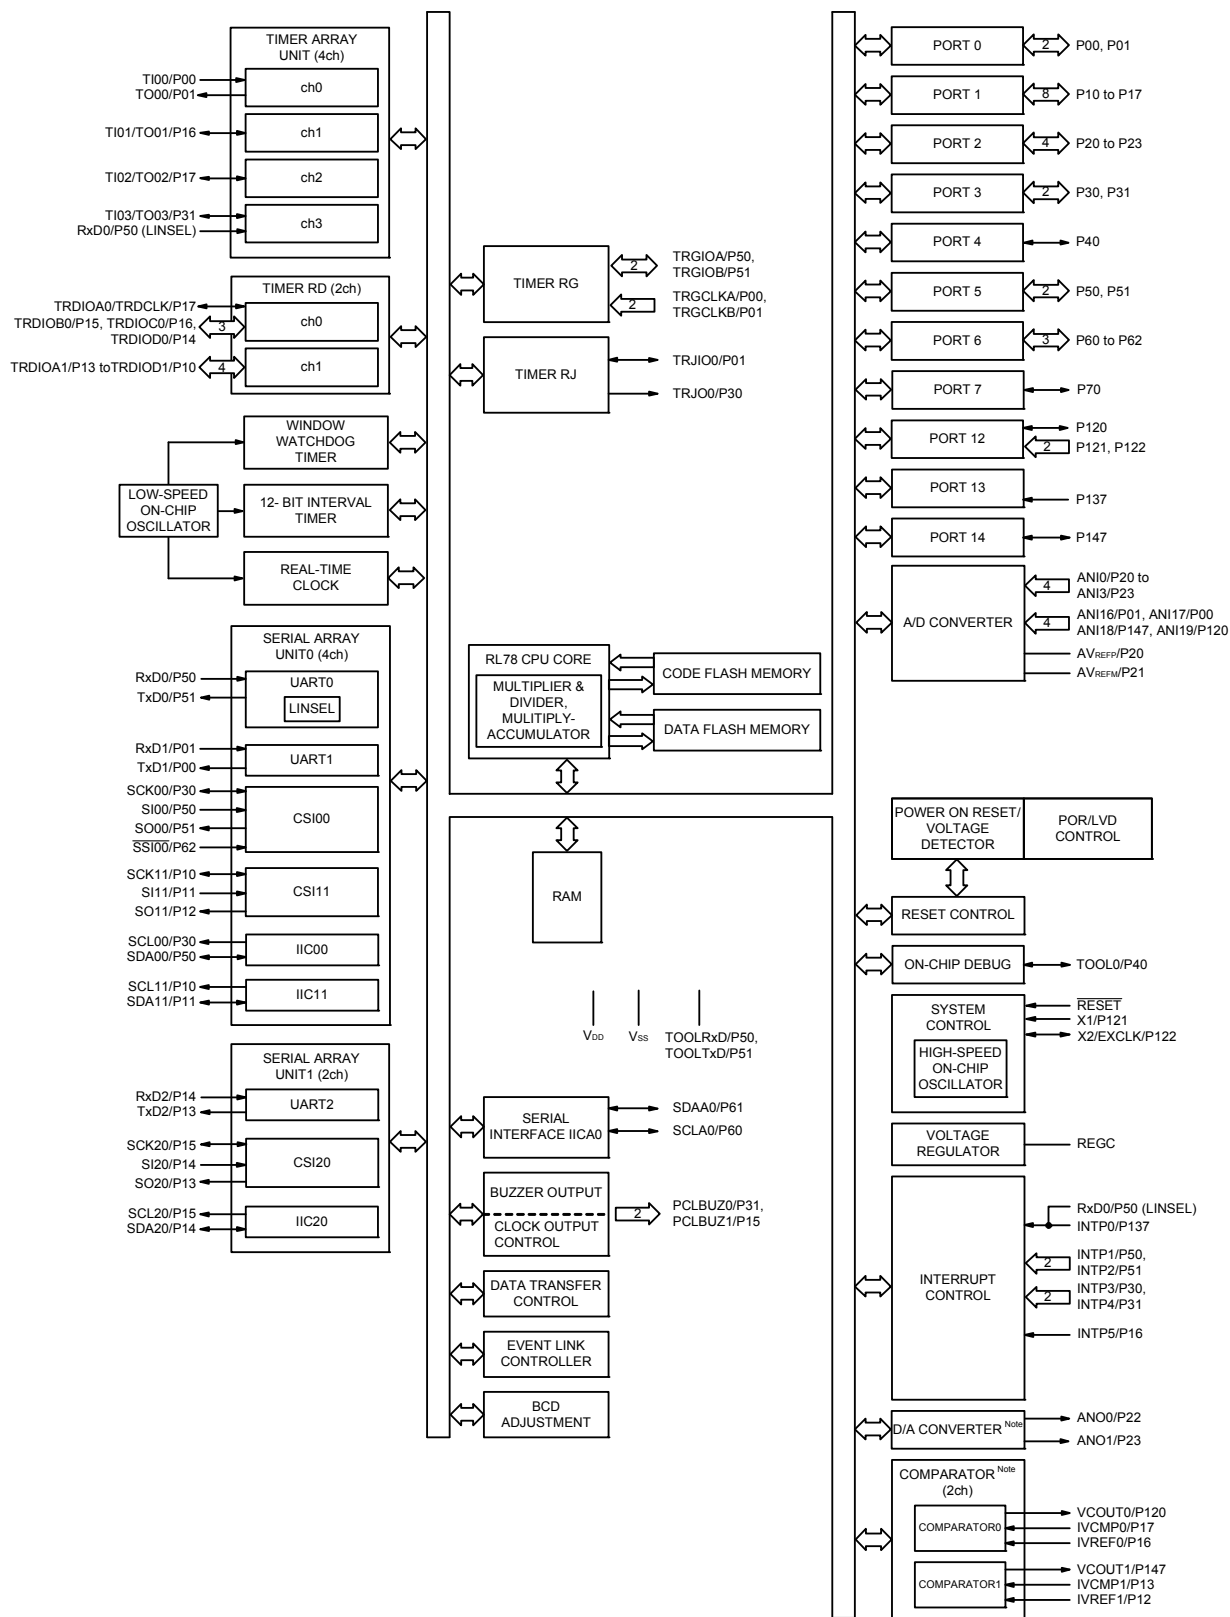 TIMER ARRAY
UNIT (4ch)
TI00/P00
TO00/P01
ch0
TI01/TO01/P16
ch1
TI02/TO02/P17
ch2
TI03/TO03/P31
RxD0/P50 (LINSEL)
ch3
TIMER RD (2ch)
TRDIOA0/TRDCLK/P17
TRDIOB0/P15, TRDIOC0/P16,
TRDIOD0/P14
3
ch0
TRDIOA1/P13 toTRDIOD1/P10
4
ch1
WINDOW
WATCHDOG
TIMER
LOW-SPEED
ON-CHIP
OSCILLATOR
12- BIT INTERVAL
TIMER
REAL-TIME
CLOCK
SERIAL ARRAY
UNIT0 (4ch)
RxD0/P50
TxD0/P51
UART0
LINSEL
RxD1/P01
TxD1/P00
UART1
SCK00/P30
SI00/P50
SO00/P51
SSI00/P62
CSI00
SCK11/P10
SI11/P11
SO11/P12
CSI11
SCL00/P30
SDA00/P50
IIC00
SCL11/P10
SDA11/P11
IIC11
SERIAL ARRAY
UNIT1 (2ch)
RxD2/P14
TxD2/P13
UART2
SCK20/P15
SI20/P14
SO20/P13
CSI20
SCL20/P15
SDA20/P14
IIC20
TIMER RG
2
TRGIOA/P50,
TRGIOB/P51
2
TRGCLKA/P00,
TRGCLKB/P01
TIMER RJ
TRJIO0/P01
TRJO0/P30
RL78 CPU CORE
MULTIPLIER &
DIVIDER,
MULITIPLY-
ACCUMULATOR
CODE FLASH MEMORY
DATA FLASH MEMORY
RAM
VDD
VSS
TOOLRxD/P50,
TOOLTxD/P51
SERIAL
INTERFACE IICA0
SDAA0/P61
SCLA0/P60
BUZZER OUTPUT
CLOCK OUTPUT
CONTROL
2
PCLBUZ0/P31,
PCLBUZ1/P15
DATA TRANSFER
CONTROL
EVENT LINK
CONTROLLER
BCD
ADJUSTMENT
PORT 0
2
P00, P01
PORT 1
8
P10 to P17
PORT 2
4
P20 to P23
PORT 3
2
P30, P31
PORT 4
P40
PORT 5
2
P50, P51
PORT 6
3
P60 to P62
PORT 7
P70
PORT 12
P120
2
P121, P122
PORT 13
P137
PORT 14
P147
A/D CONVERTER
4
ANI0/P20 to
ANI3/P23
4
ANI16/P01, ANI17/P00
ANI18/P147, ANI19/P120
AVREFP/P20
AVREFM/P21
POWER ON RESET/
VOLTAGE
DETECTOR
POR/LVD
CONTROL
RESET CONTROL
ON-CHIP DEBUG
TOOL0/P40
SYSTEM
CONTROL
HIGH-SPEED
ON-CHIP
OSCILLATOR
RESET
X1/P121
X2/EXCLK/P122
VOLTAGE
REGULATOR
REGC
INTERRUPT
CONTROL
RxD0/P50 (LINSEL)
INTP0/P137
2
INTP1/P50,
INTP2/P51
2
INTP3/P30,
INTP4/P31
INTP5/P16
D/A CONVERTER Note
ANO0/P22
ANO1/P23
COMPARATOR Note
(2ch)
COMPARATOR0
VCOUT0/P120
IVCMP0/P17
IVREF0/P16
COMPARATOR1
VCOUT1/P147
IVCMP1/P13
IVREF1/P12